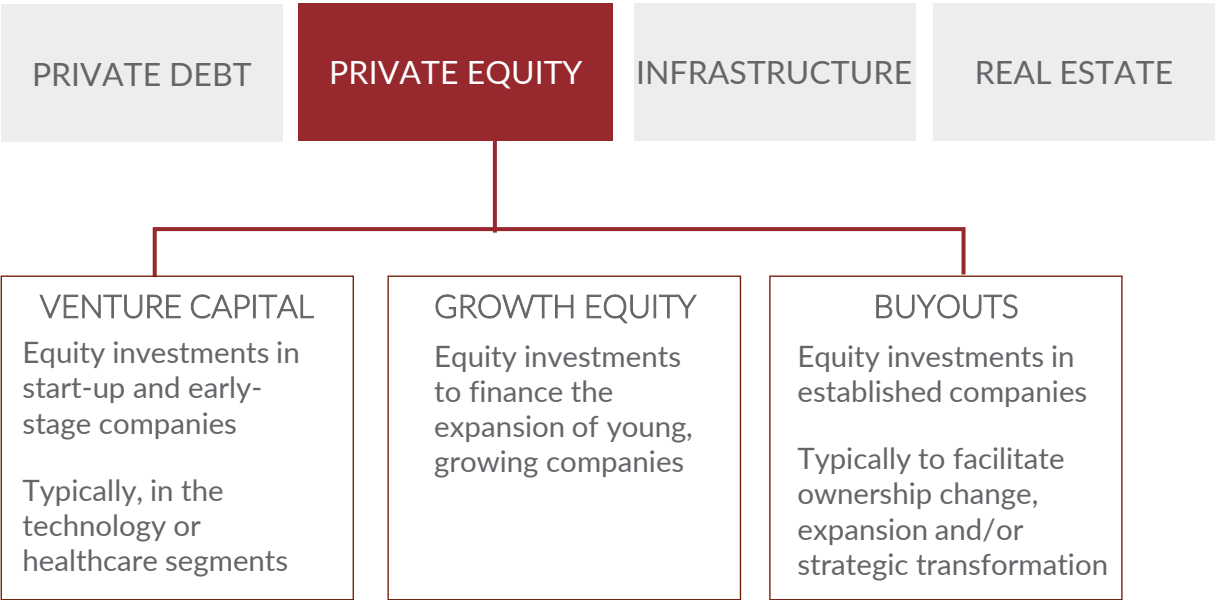 PRIVATE DEBT
PRIVATE EQUITY
INFRASTRUCTURE
REAL ESTATE
VENTURE CAPITAL
Equity investments in
start-up and early-
stage companies
Typically, in the
technology or
healthcare segments
GROWTH EQUITY
Equity investments
to finance the
expansion of young,
growing companies
BUYOUTS
Equity investments in
established companies
Typically to facilitate
ownership change,
expansion and/or
strategic transformation